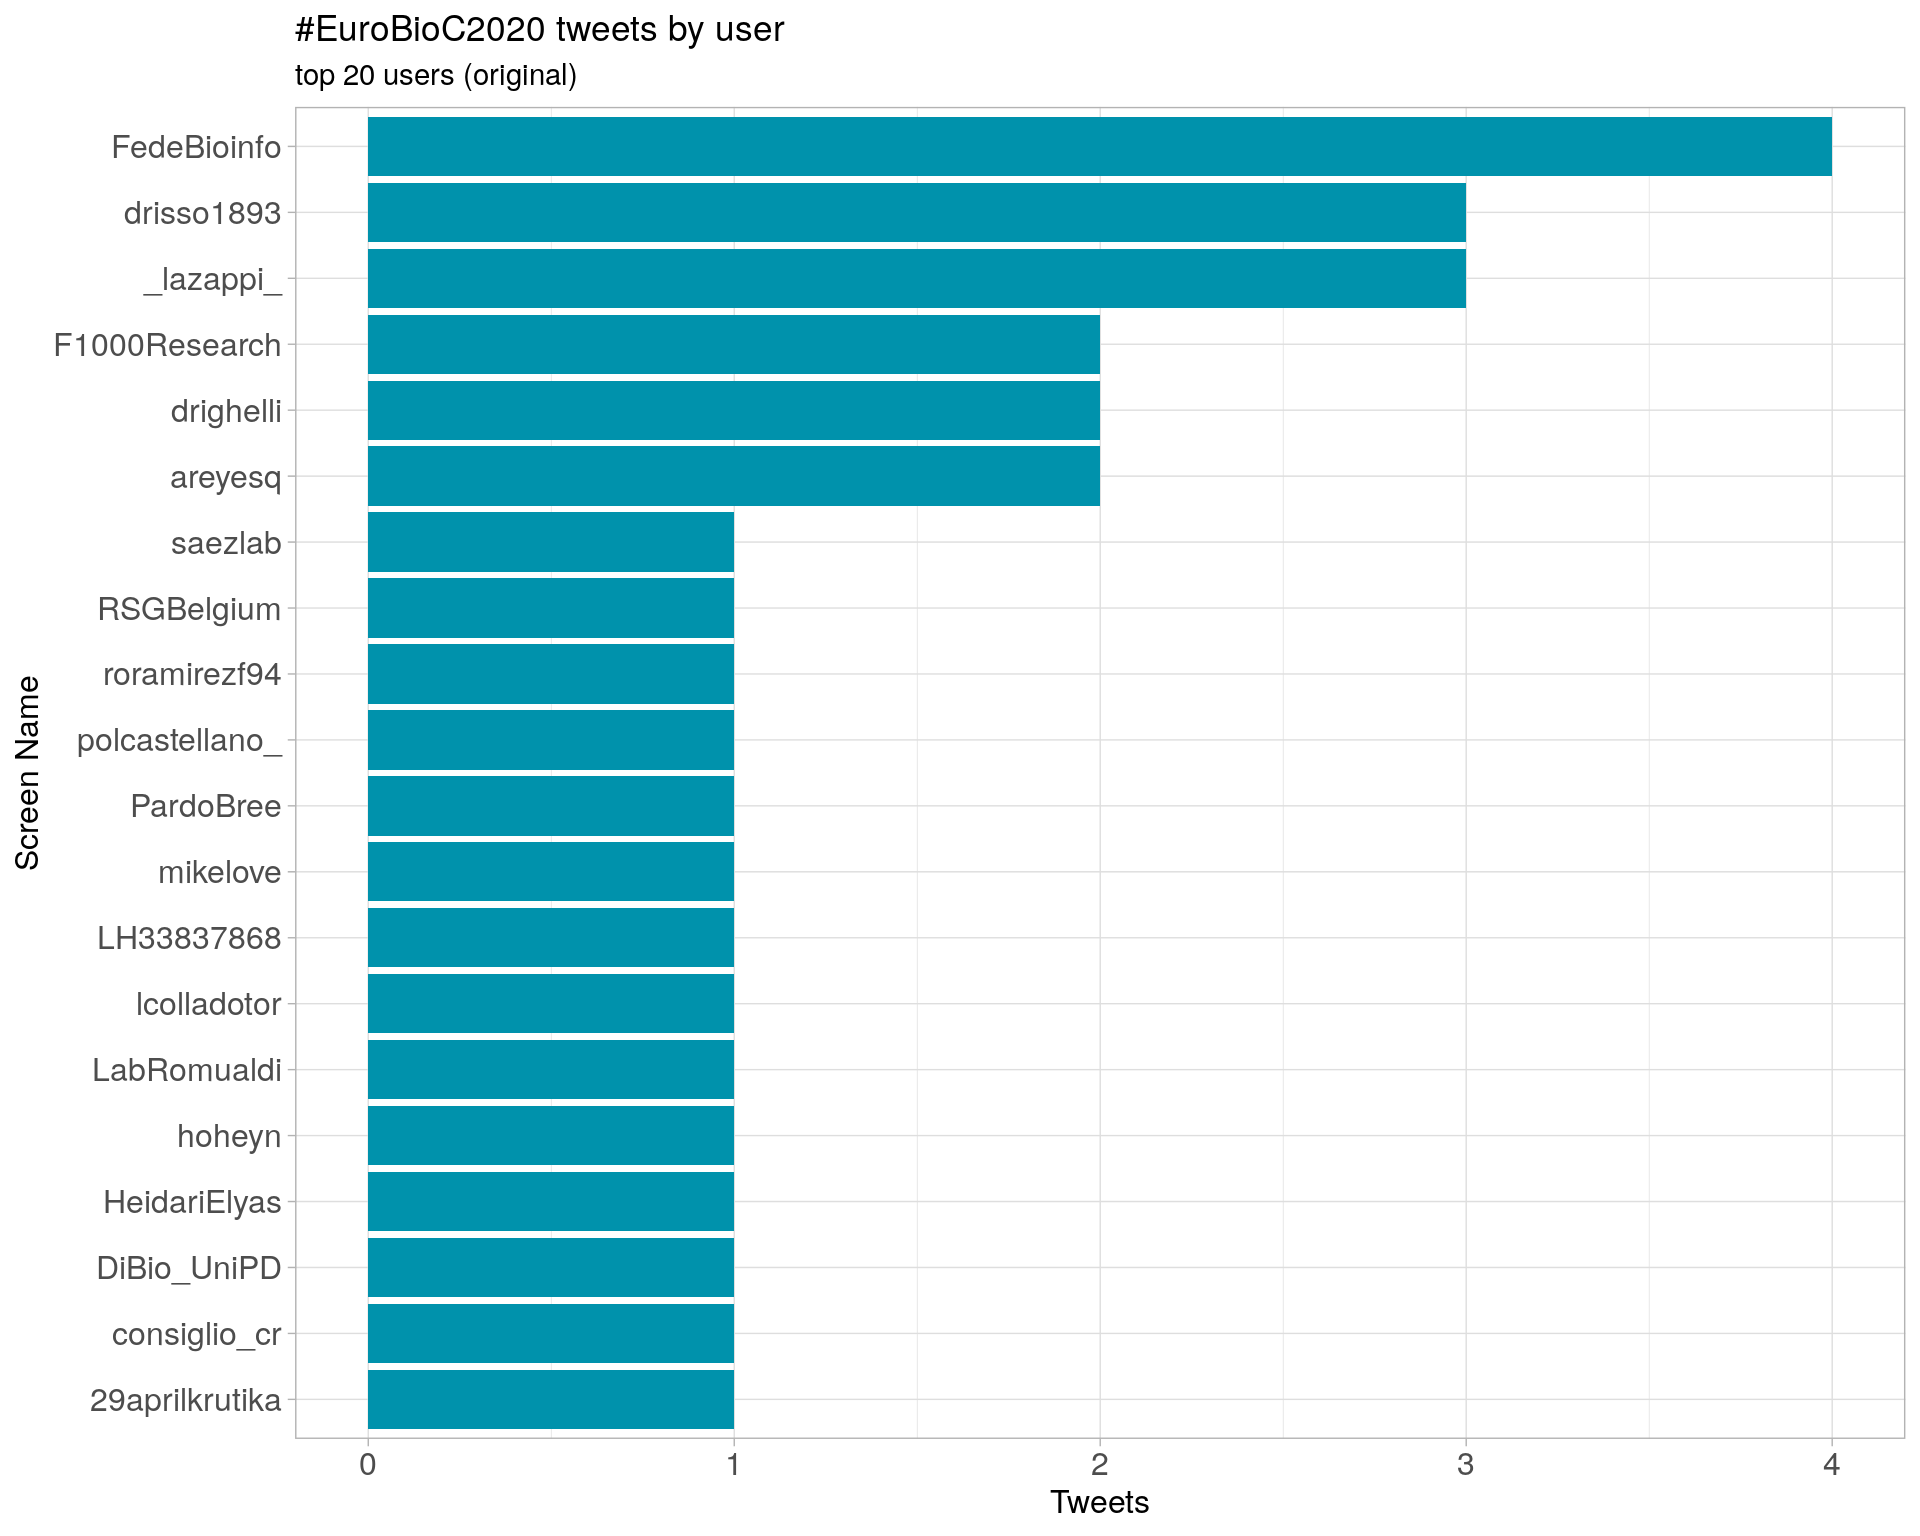 #EuroBioC2020 tweets by user
top 20 users (original)
FedeBioinfo
drisso1893
_lazappi_
F1000Research
drighelli
areyesq
saezlab
RSGBelgium
roramirezf94
polcastellano_
PardoBree
mikelove
LH33837868
lcolladotor
LabRomualdi
hoheyn
HeidariElyas
DiBio_UniPD
consiglio_cr
29aprilkrutika
Screen Name
0 1 2 3 4
Tweets